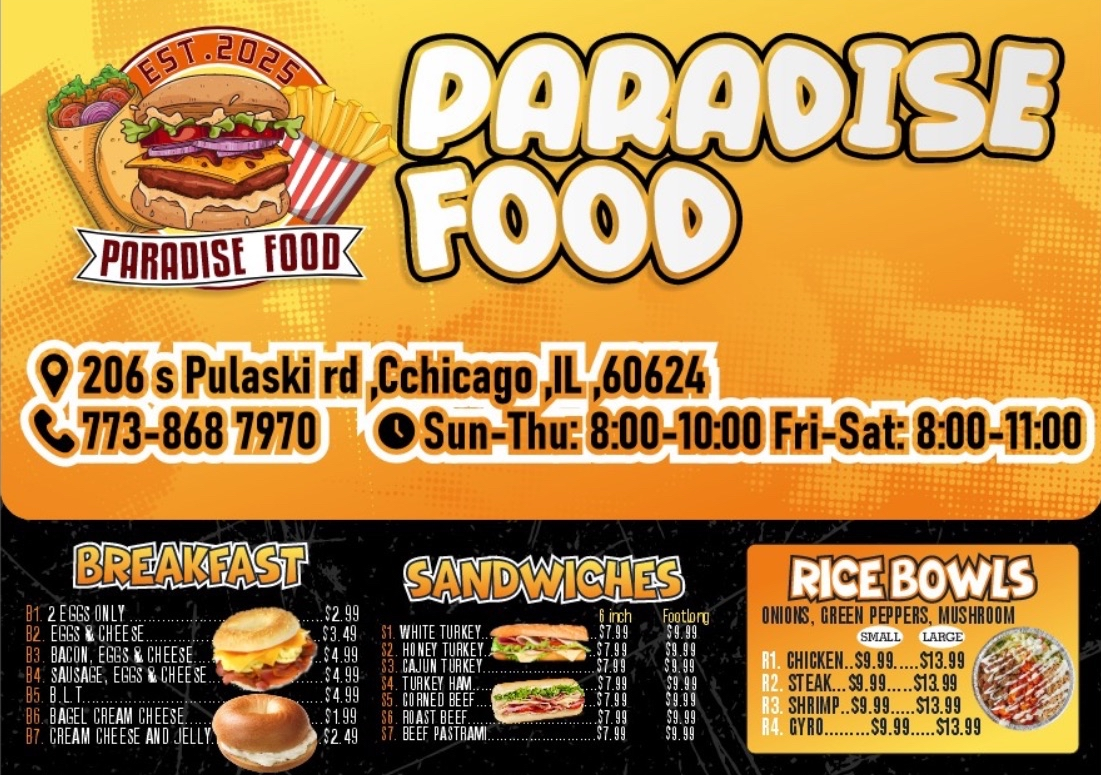 EST.2025
PARADISE FOOD
PARADISE
FOOD
206 s Pulaski rd ,Cchicago ,IL ,60624
773-868 7970 Sun-Thu: 8:00-10:00 Fri-Sat: 8:00-11:00
BREAKFAST
B1. 2 EGGS ONLY $2.99
B2. EGGS & CHEESE $3.49
B3. BACON, EGGS & CHEESE $4.99
B4. SAUSAGE, EGGS & CHEESE $4.99
B5. B.L.T $4.99
B6. BAGEL CREAM CHEESE $1.99
B7. CREAM CHEESE AND JELLY $2.49
SANDWICHES
6 inch Footlong
S1. WHITE TURKEY $7.99 $9.99
S2. HONEY TURKEY $7.99 $9.99
S3. CAJUN TURKEY $7.99 $9.99
S4. TURKEY HAM $7.99 $9.99
S5. CORNED BEEF $7.99 $9.99
S6. ROAST BEEF $7.99 $9.99
S7. BEEF PASTRAMI $7.99 $9.99
RICE BOWLS
ONIONS, GREEN PEPPERS, MUSHROOM
SMALL LARGE
R1. CHICKEN..$9.99.....$13.99
R2. STEAK...$9.99.....$13.99
R3. SHRIMP..$9.99.....$13.99
R4. GYRO.........$9.99.....$13.99